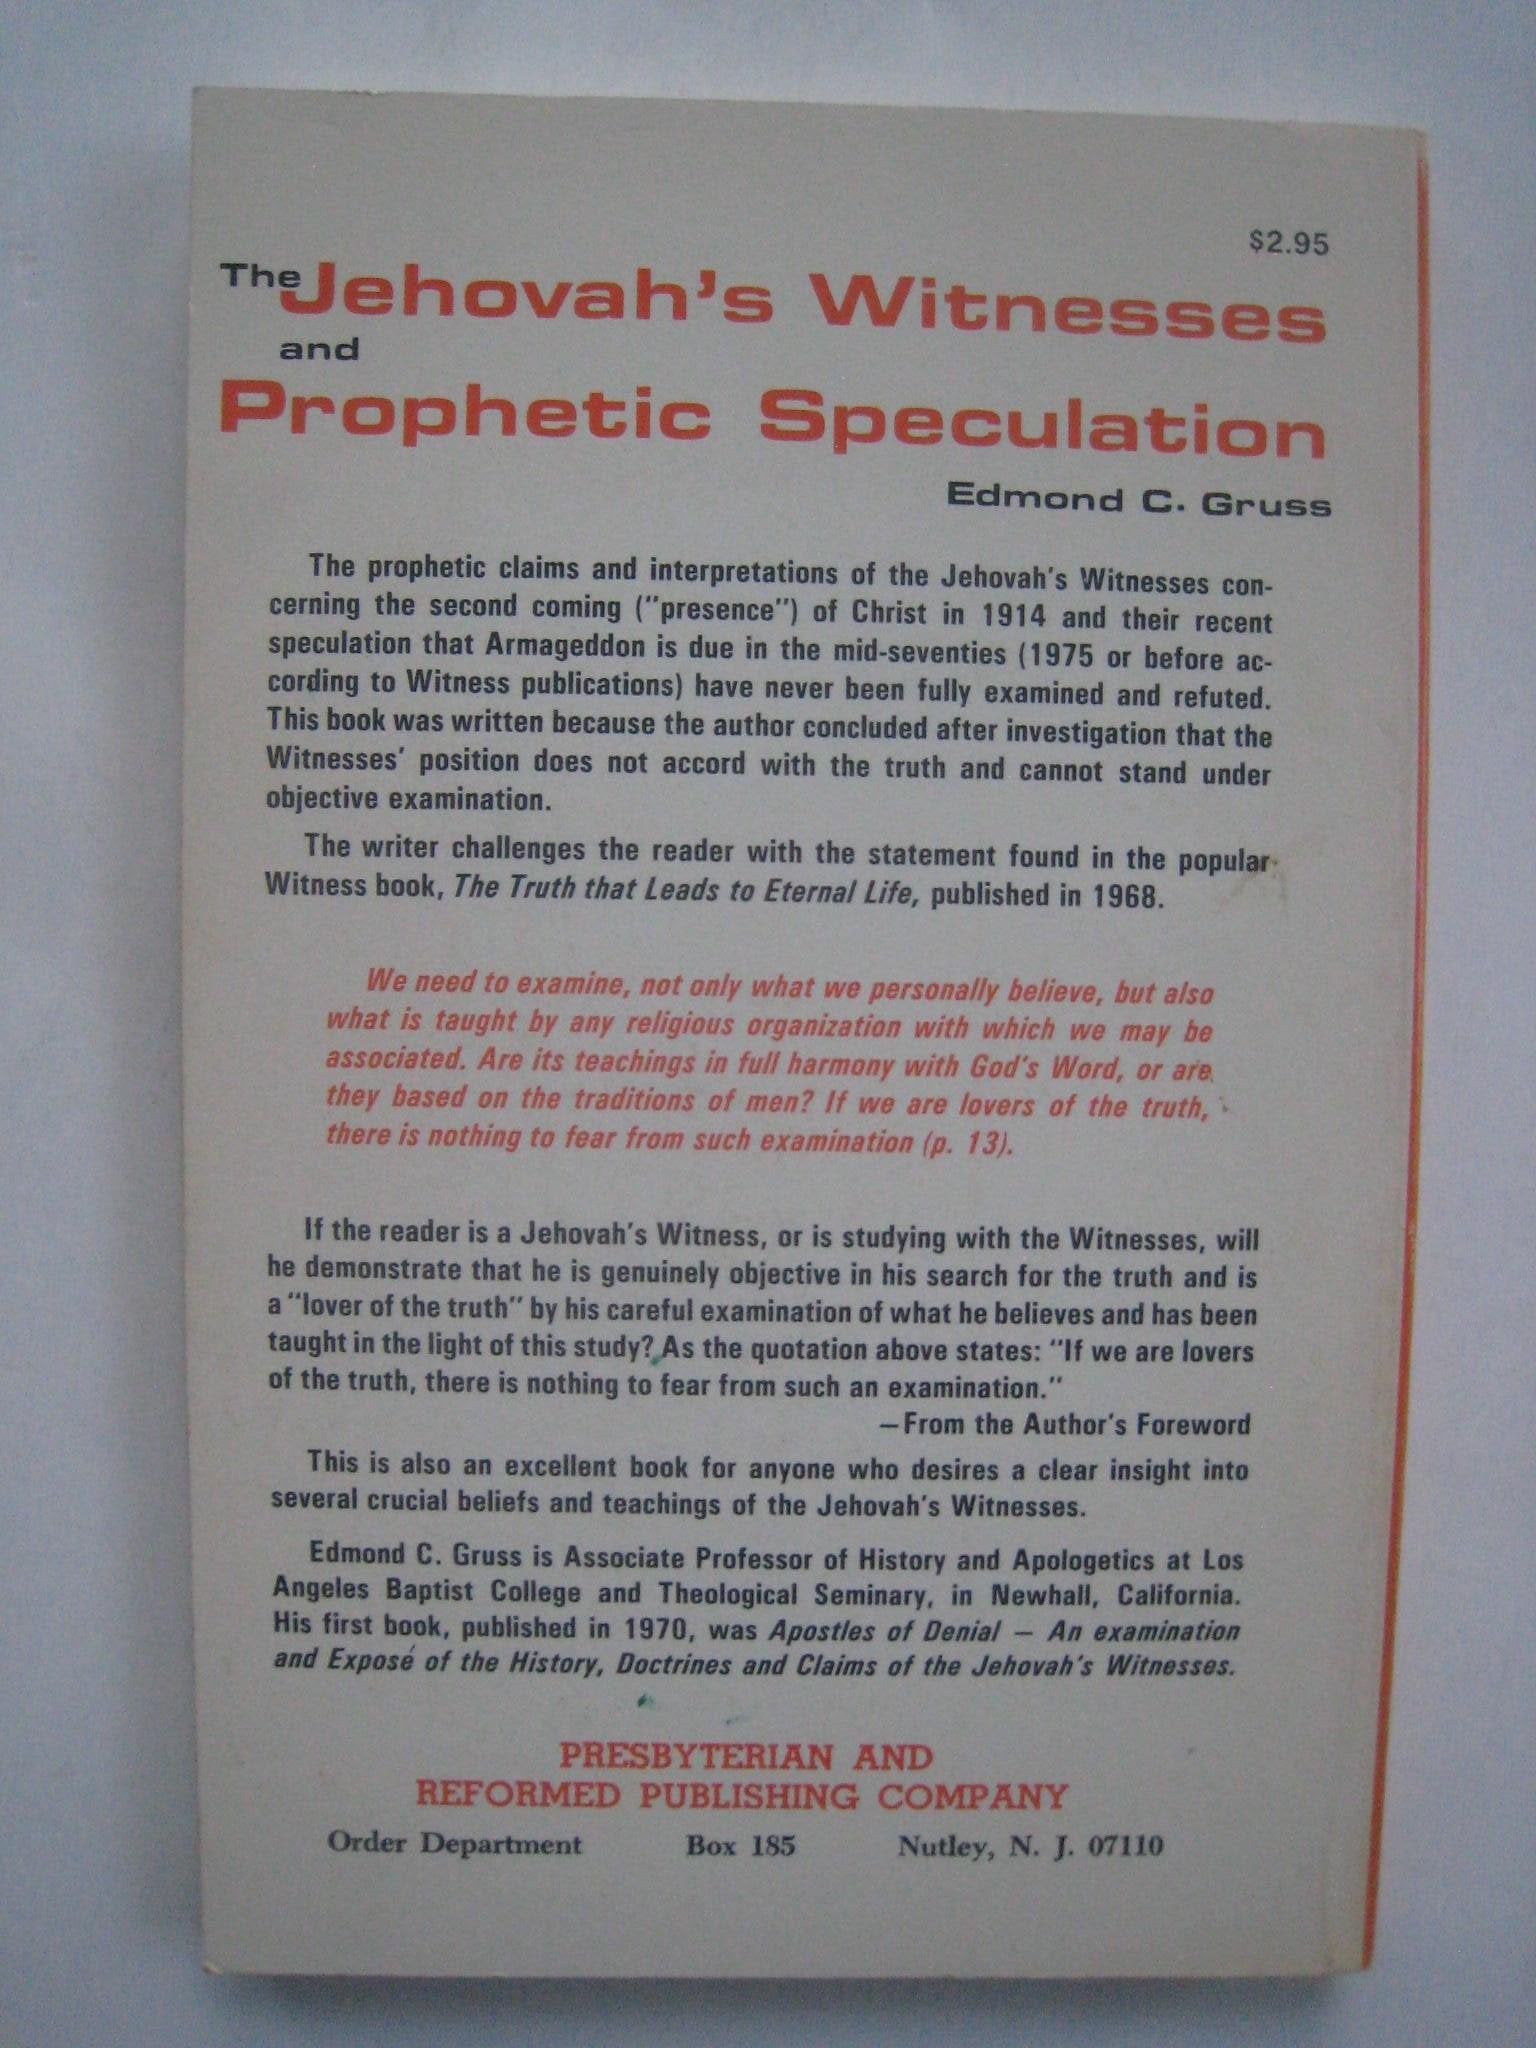 $2.95
The Jehovah's Witnesses
and
Prophetic Speculation
Edmond C. Gruss
The prophetic claims and interpretations of the Jehovah's Witnesses con-
cerning the second coming ("presence") of Christ in 1914 and their recent
speculation that Armageddon is due in the mid-seventies (1975 or before ac-
cording to Witness publications) have never been fully examined and refuted.
This book was written because the author concluded after investigation that the
Witnesses' position does not accord with the truth and cannot stand under
objective examination.
The writer challenges the reader with the statement found in the popular
Witness book, The Truth that Leads to Eternal Life, published in 1968.
We need to examine, not only what we personally believe, but also
what is taught by any religious organization with which we may be
associated. Are its teachings in full harmony with God's Word, or are
they based on the traditions of men? If we are lovers of the truth,
there is nothing to fear from such examination (p. 13).
If the reader is a Jehovah's Witness, or is studying with the Witnesses, will
he demonstrate that he is genuinely objective in his search for the truth and is
a "lover of the truth" by his careful examination of what he believes and has been
taught in the light of this study? As the quotation above states: "If we are lovers
of the truth, there is nothing to fear from such an examination."
—From the Author's Foreword
This is also an excellent book for anyone who desires a clear insight into
several crucial beliefs and teachings of the Jehovah's Witnesses.
Edmond C. Gruss is Associate Professor of History and Apologetics at Los
Angeles Baptist College and Theological Seminary, in Newhall, California.
His first book, published in 1970, was Apostles of Denial — An examination
and Exposé of the History, Doctrines and Claims of the Jehovah's Witnesses.
PRESBYTERIAN AND
REFORMED PUBLISHING COMPANY
Order Department Box 185 Nutley, N. J. 07110